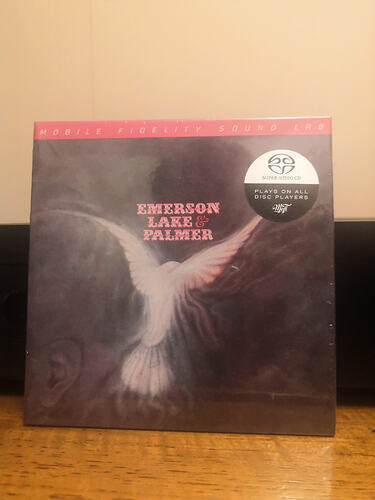 MOBILE FIDELITY SOUND LAB
SUPER AUDIO CD
PLAYS ON ALL
DISC PLAYERS
EMERSON
LAKE &
PALMER